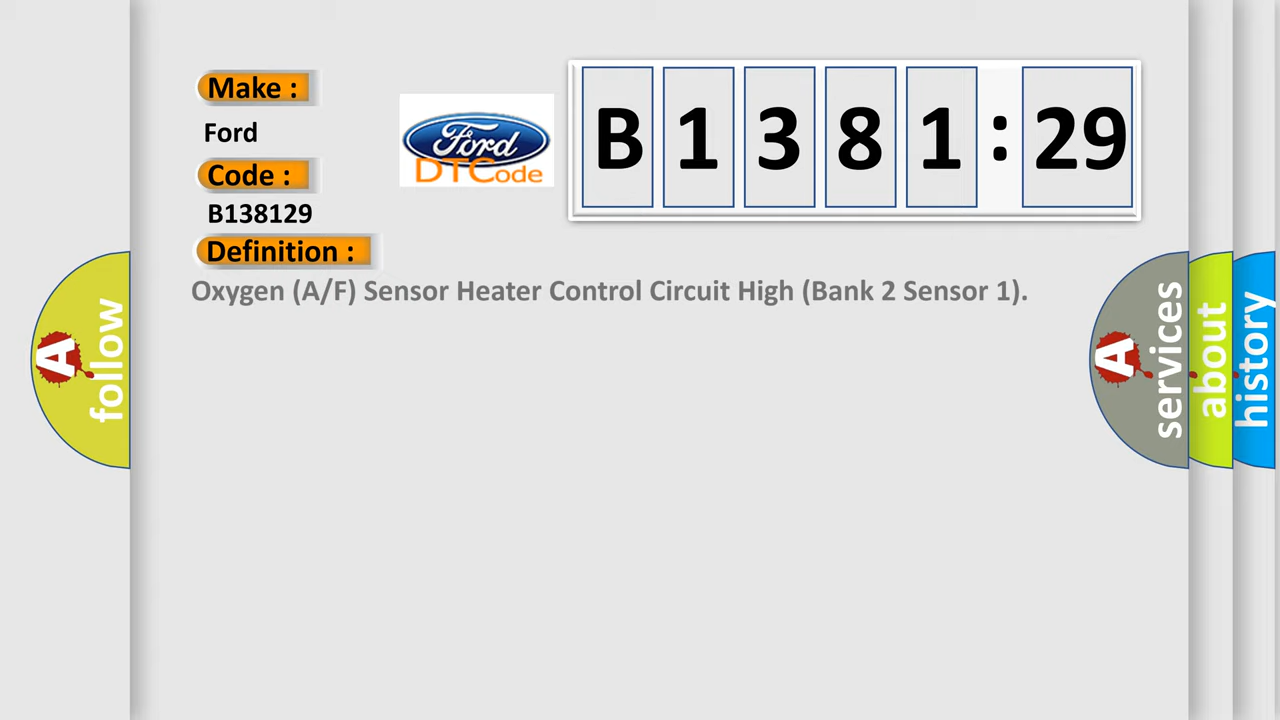 Make :
Ford
Code :
B138129
Definition :
Oxygen (A/F) Sensor Heater Control Circuit High (Bank 2 Sensor 1).
Ford
DTCode
B 1 3 8 1 : 29
A follow
A services
about
history